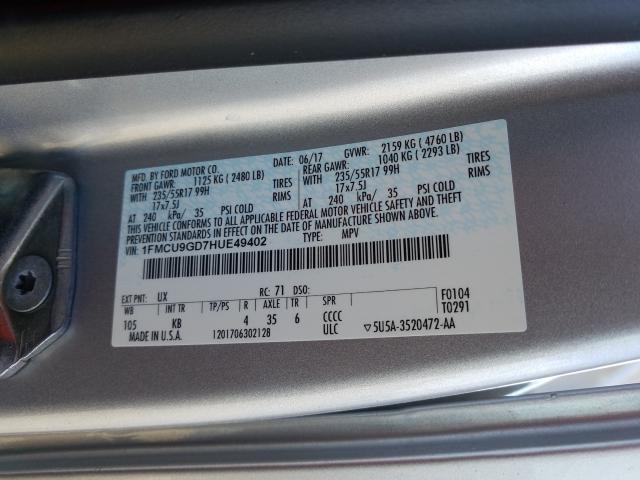 MFD. BY FORD MOTOR CO. 06/17 GVWR: 2159 KG ( 4760 LB)
FRONT GAWR: 1125 KG ( 2480 LB) REAR GAWR: 1040 KG ( 2293 LB)
WITH TIRES WITH TIRES
235/55R17 99H 235/55R17 99H
17x7.5J RIMS 17x7.5J RIMS
AT 240 kPa/ 35 PSI COLD AT 240 kPa/ 35 PSI COLD
THIS VEHICLE CONFORMS TO ALL APPLICABLE FEDERAL MOTOR VEHICLE SAFETY AND
BUMPER STANDARDS IN EFFECT ON THE DATE OF MANUFACTURE SHOWN ABOVE.
VIN: 1FMCU9GD7HUE49402 TYPE: MPV
EXT PNT: UX RC: 71 DSO: F0104
WB INT TR TP/PS R AXLE TR SPR T0291
105 KB 4 35 6 CCCC
MADE IN U.S.A. 1201706302128 ULC ▽5U5A-3520472-AA